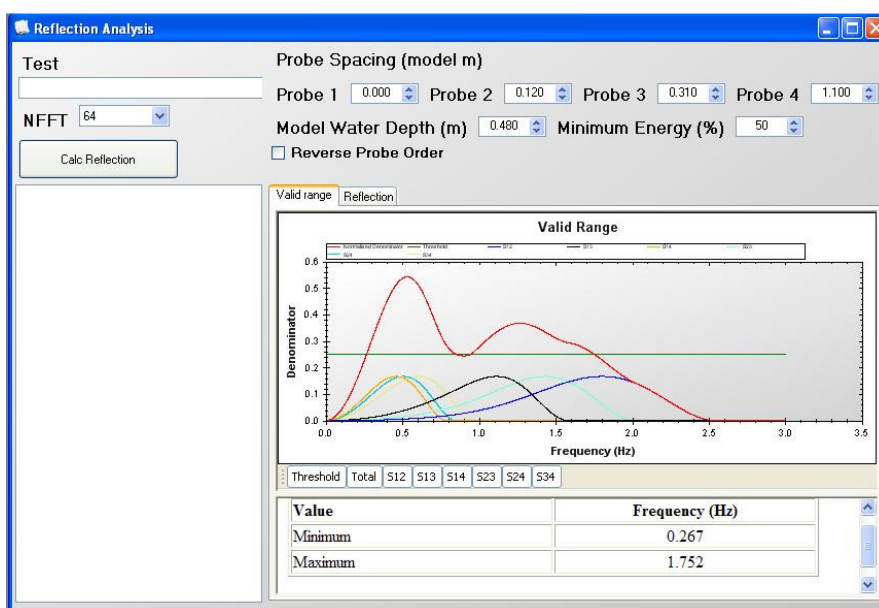 Reflection Analysis
Test
NFFT 64
Calc Reflection
Probe Spacing (model m)
Probe 1 0.000 Probe 2 0.120 Probe 3 0.310 Probe 4 1.100
Model Water Depth (m) 0.480 Minimum Energy (%) 50
Reverse Probe Order
Valid range Reflection
Valid Range
Normalised Denominator Threshold S12 S13 S14 S23
S24 S34
0.6
0.5
0.4
0.3
0.2
0.1
0.0
Denominator
0.0 0.5 1.0 1.5 2.0 2.5 3.0 3.5
Frequency (Hz)
Threshold Total S12 S13 S14 S23 S24 S34
Value Frequency (Hz)
Minimum 0.267
Maximum 1.752